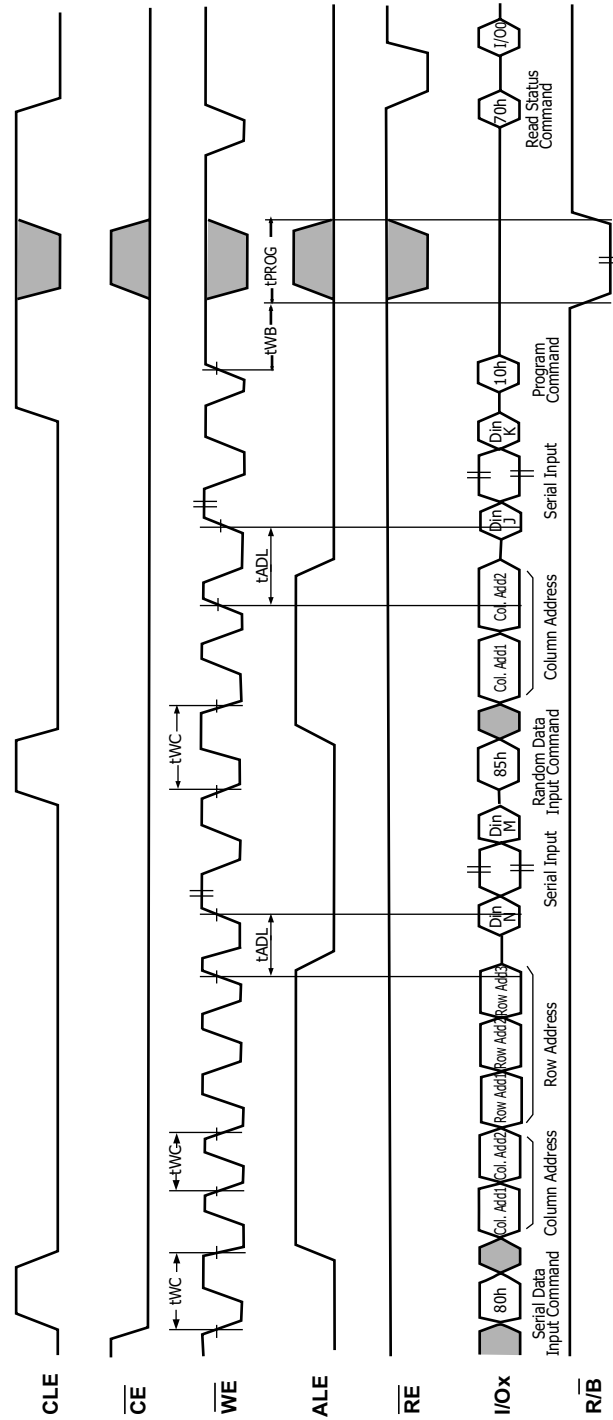 CLE
CE
WE
tWC
tWC
tWC
tWB
tPROG
tADL
tADL
ALE
RE
I/Ox
80h
Col. Add1
Col. Add2
Row Add1
Row Add2
Row Add3
Din
N
Din
M
85h
Col. Add1
Col. Add2
Din
J
Din
K
10h
70h
I/O0
Serial Data
Input Command
Column Address
Row Address
Serial Input
Random Data
Input Command
Column Address
Serial Input
Program
Command
Read Status
Command
R/B